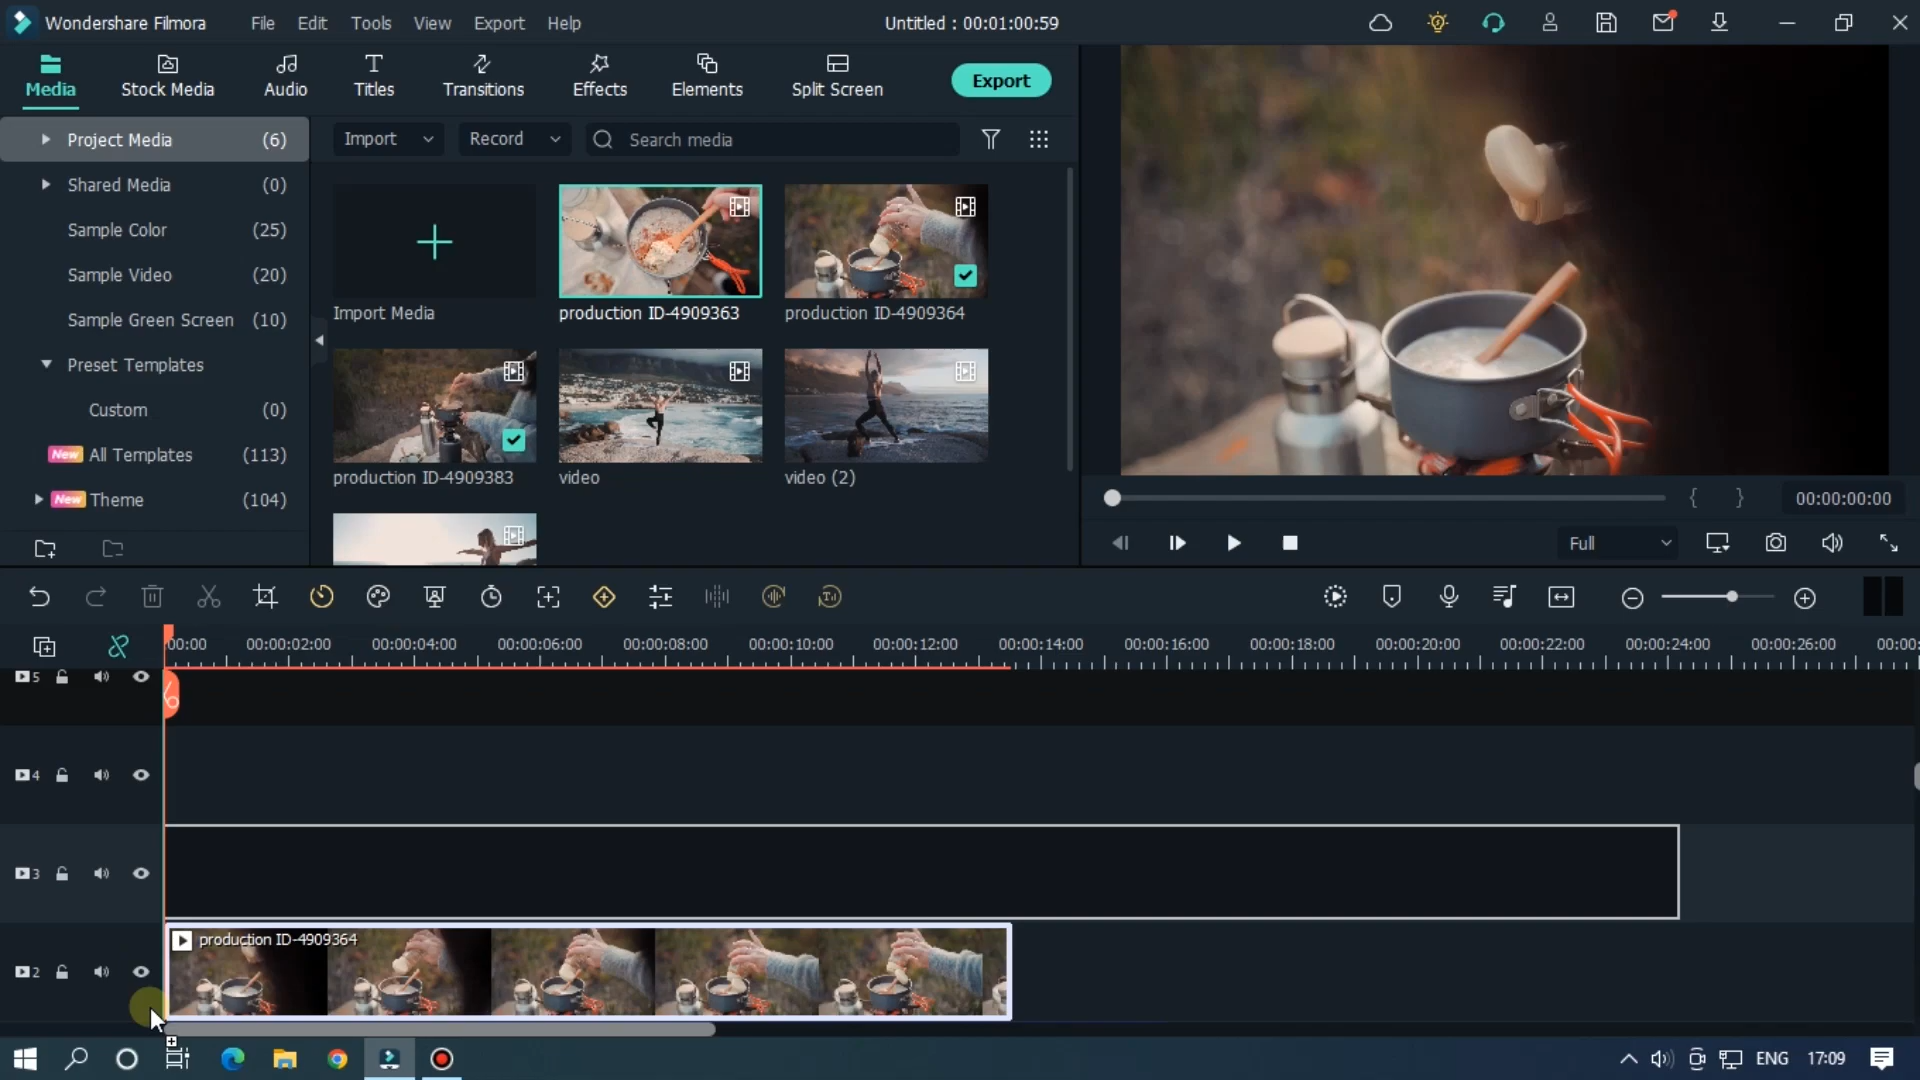 Wondershare Filmora File Edit Tools View Export Help Untitled : 00:01:00:59
Media Stock Media Audio Titles Transitions Effects Elements Split Screen Export
Project Media (6)
Shared Media (0)
Sample Color (25)
Sample Video (20)
Sample Green Screen (10)
Preset Templates
Custom (0)
New All Templates (113)
New Theme (104)
Import Record Search media
Import Media production ID-4909363 production ID-4909364
production ID-4909383 video video (2)
00:00:00:00
Full
00:00 00:00:02:00 00:00:04:00 00:00:06:00 00:00:08:00 00:00:10:00 00:00:12:00 00:00:14:00 00:00:16:00 00:00:18:00 00:00:20:00 00:00:22:00 00:00:24:00 00:00:26:00 00:00:
5
4
3
2 production ID-4909364
ENG 17:09